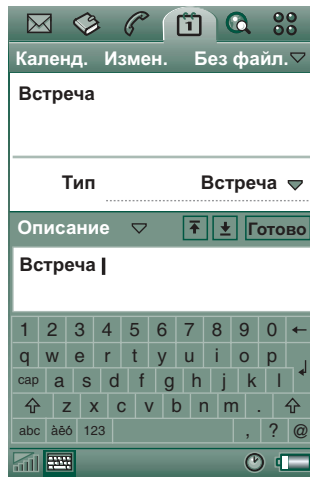 Календ. Измен. Без файл.
Встреча
Тип Встреча
Описание Готово
Встреча
1 2 3 4 5 6 7 8 9 0 ←
q w e r t y u i o p
cap a s d f g h j k l ↲
⇧ z x c v b n m . ⇧
abc àêó 123 , ? @